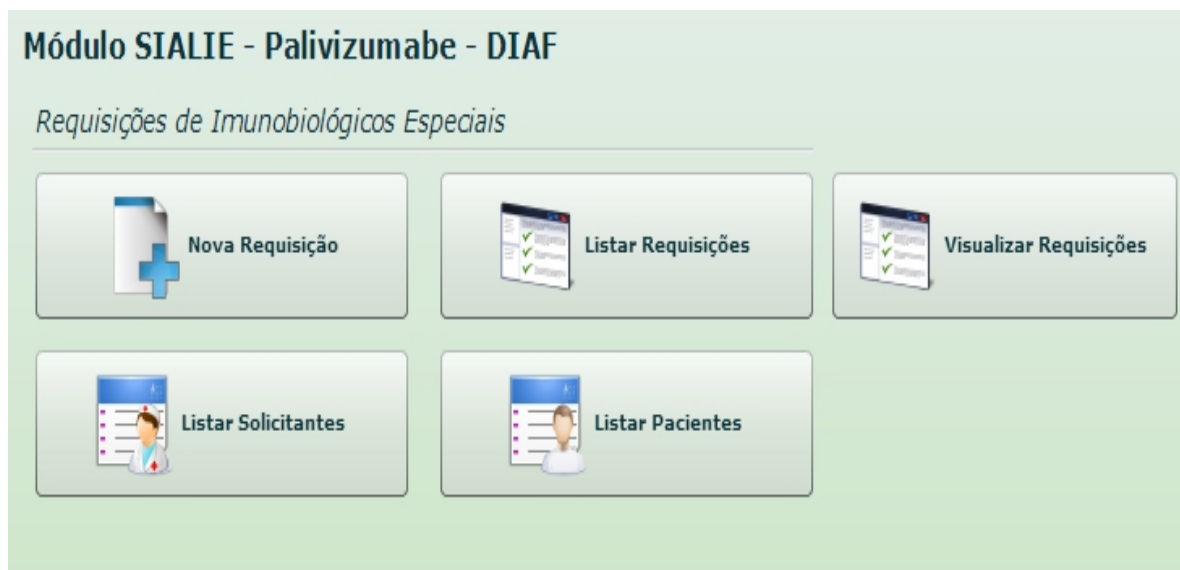 Módulo SIALIE - Palivizumabe - DIAF
Requisições de Imunobiológicos Especiais
Nova Requisição
Listar Requisições
Visualizar Requisições
Listar Solicitantes
Listar Pacientes